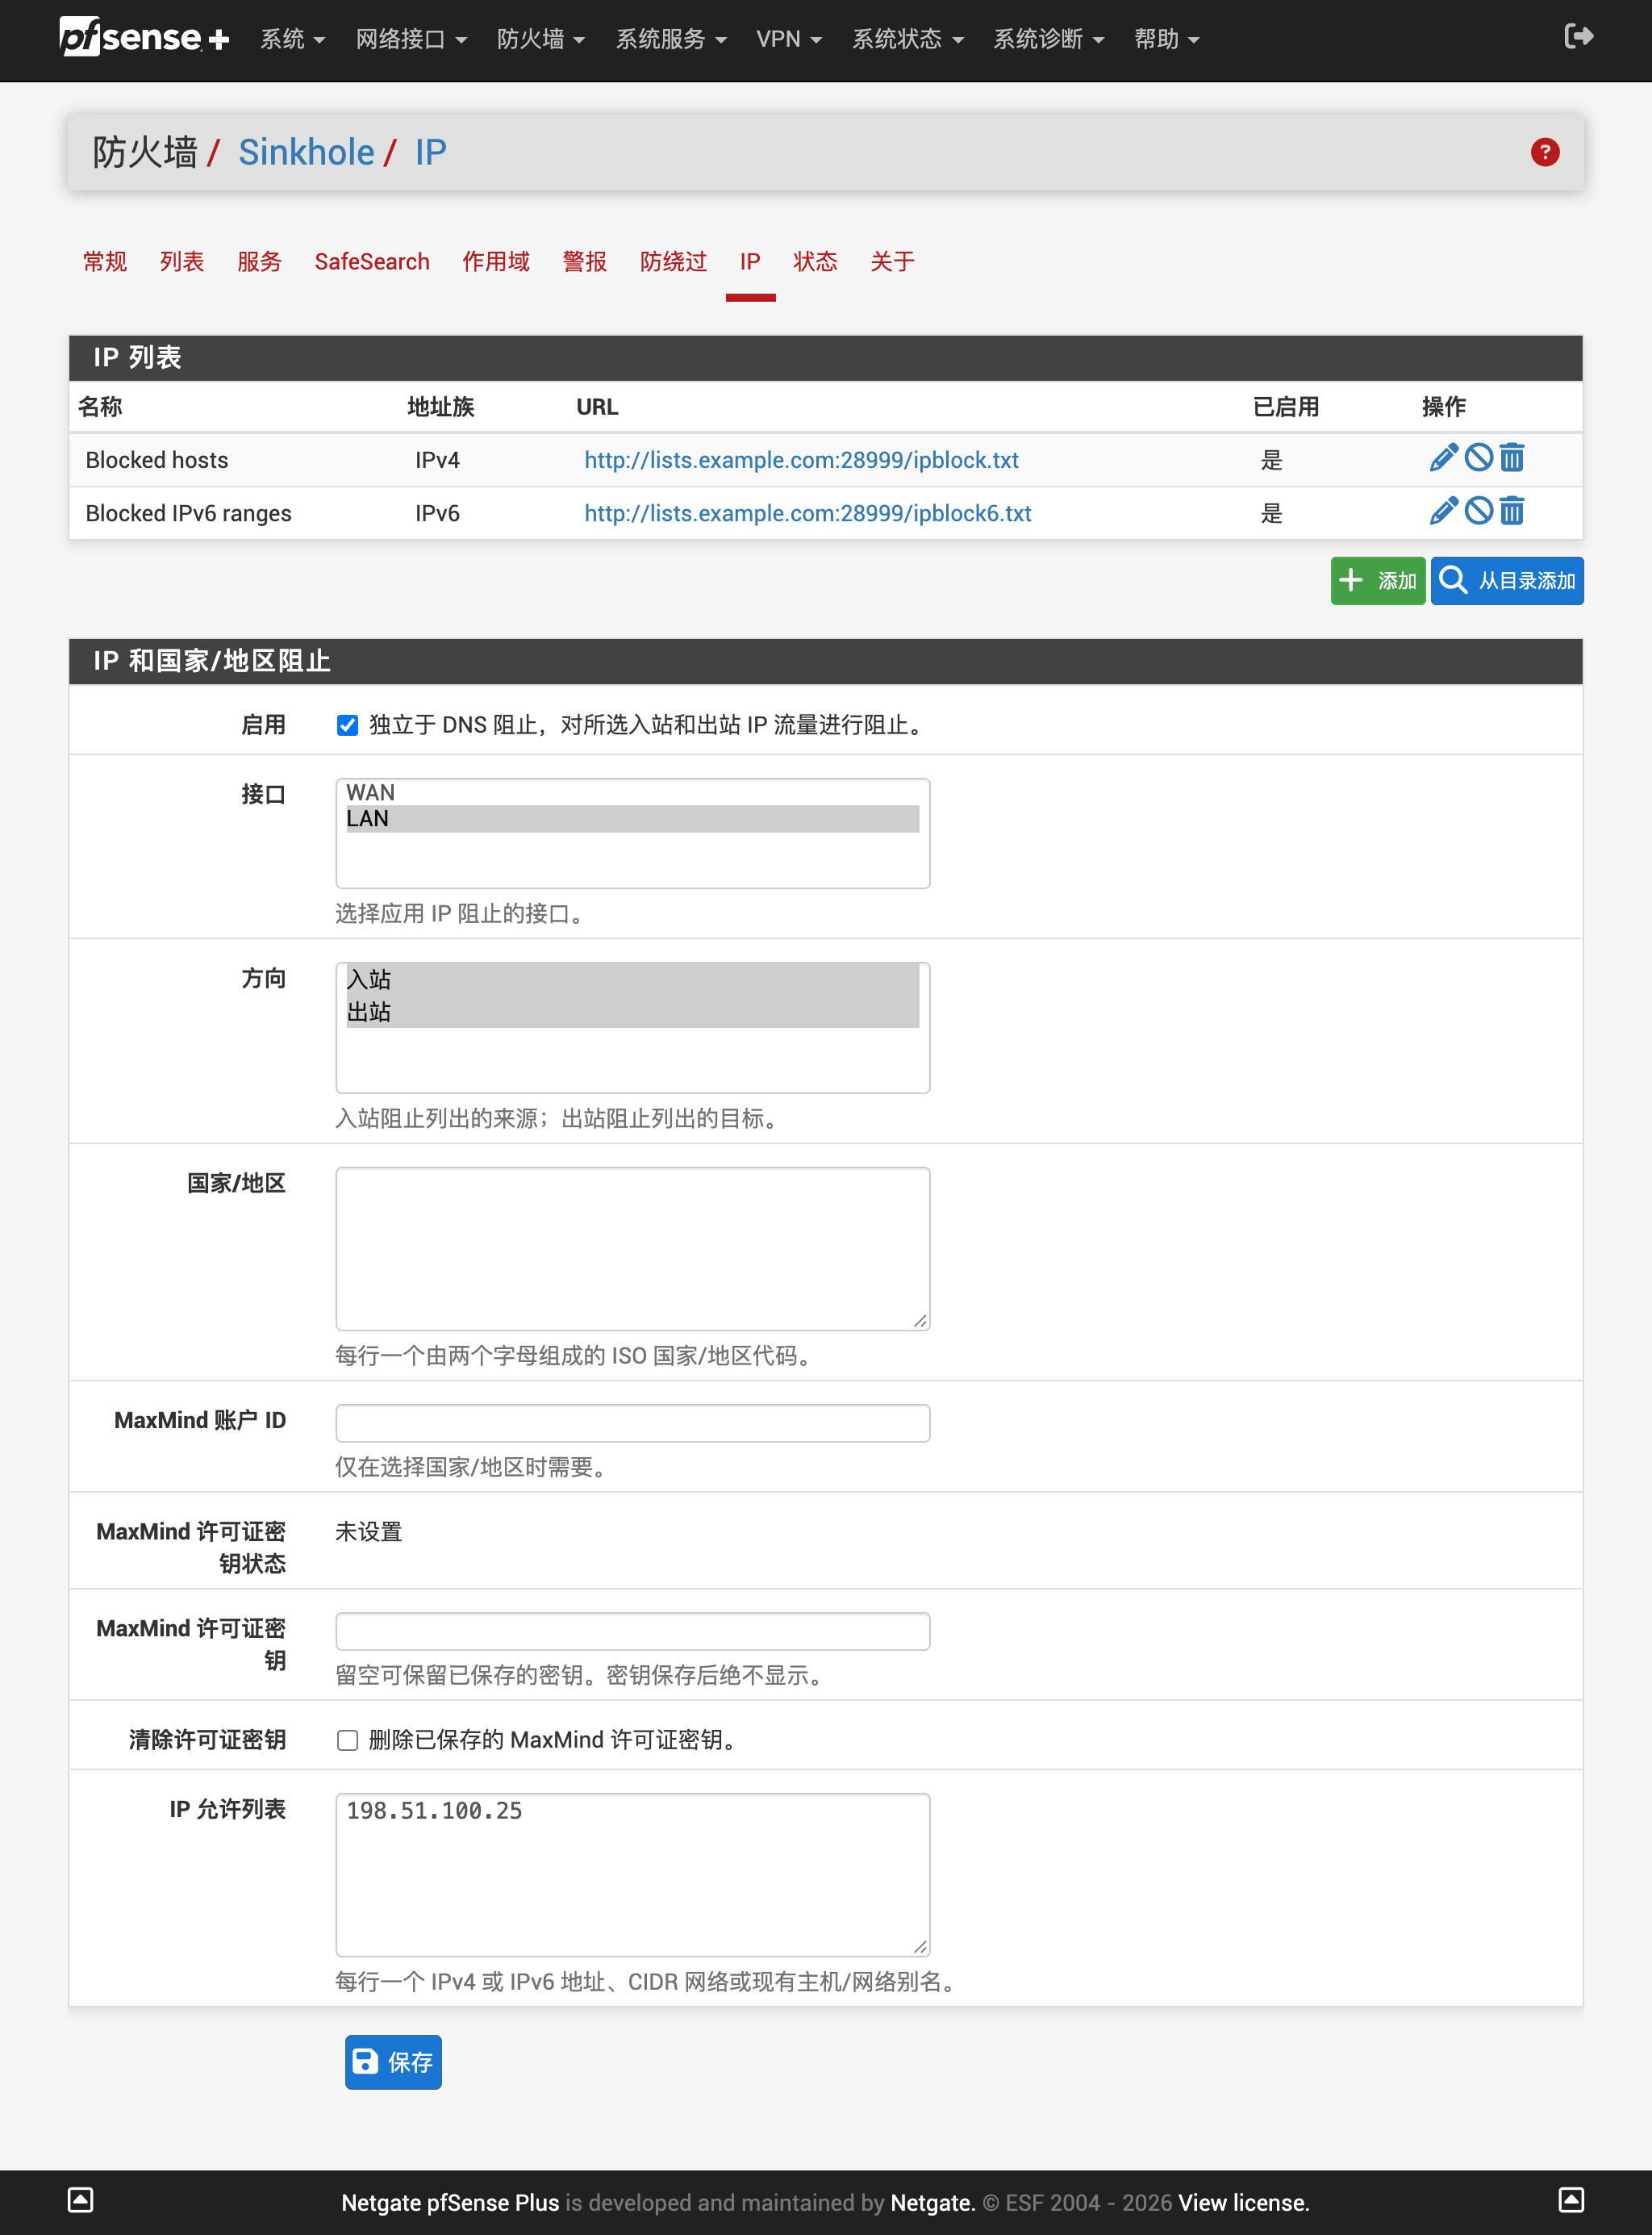 pfsense + 系统 网络接口 防火墙 系统服务 VPN 系统状态 系统诊断 帮助
防火墙 / Sinkhole / IP
常规 列表 服务 SafeSearch 作用域 警报 防绕过 IP 状态 关于
IP 列表
名称 地址族 URL 已启用 操作
Blocked hosts IPv4 http://lists.example.com:28999/ipblock.txt 是
Blocked IPv6 ranges IPv6 http://lists.example.com:28999/ipblock6.txt 是
添加 从目录添加
IP 和国家/地区阻止
启用 独立于 DNS 阻止，对所选入站和出站 IP 流量进行阻止。
接口 WAN
LAN
选择应用 IP 阻止的接口。
方向 入站
出站
入站阻止列出的来源；出站阻止列出的目标。
国家/地区
每行一个由两个字母组成的 ISO 国家/地区代码。
MaxMind 账户 ID
仅在选择国家/地区时需要。
MaxMind 许可证密 未设置
钥状态
MaxMind 许可证密
钥
留空可保留已保存的密钥。密钥保存后绝不显示。
清除许可证密钥 删除已保存的 MaxMind 许可证密钥。
IP 允许列表 198.51.100.25
每行一个 IPv4 或 IPv6 地址、CIDR 网络或现有主机/网络别名。
保存
Netgate pfSense Plus is developed and maintained by Netgate. © ESF 2004 - 2026 View license.